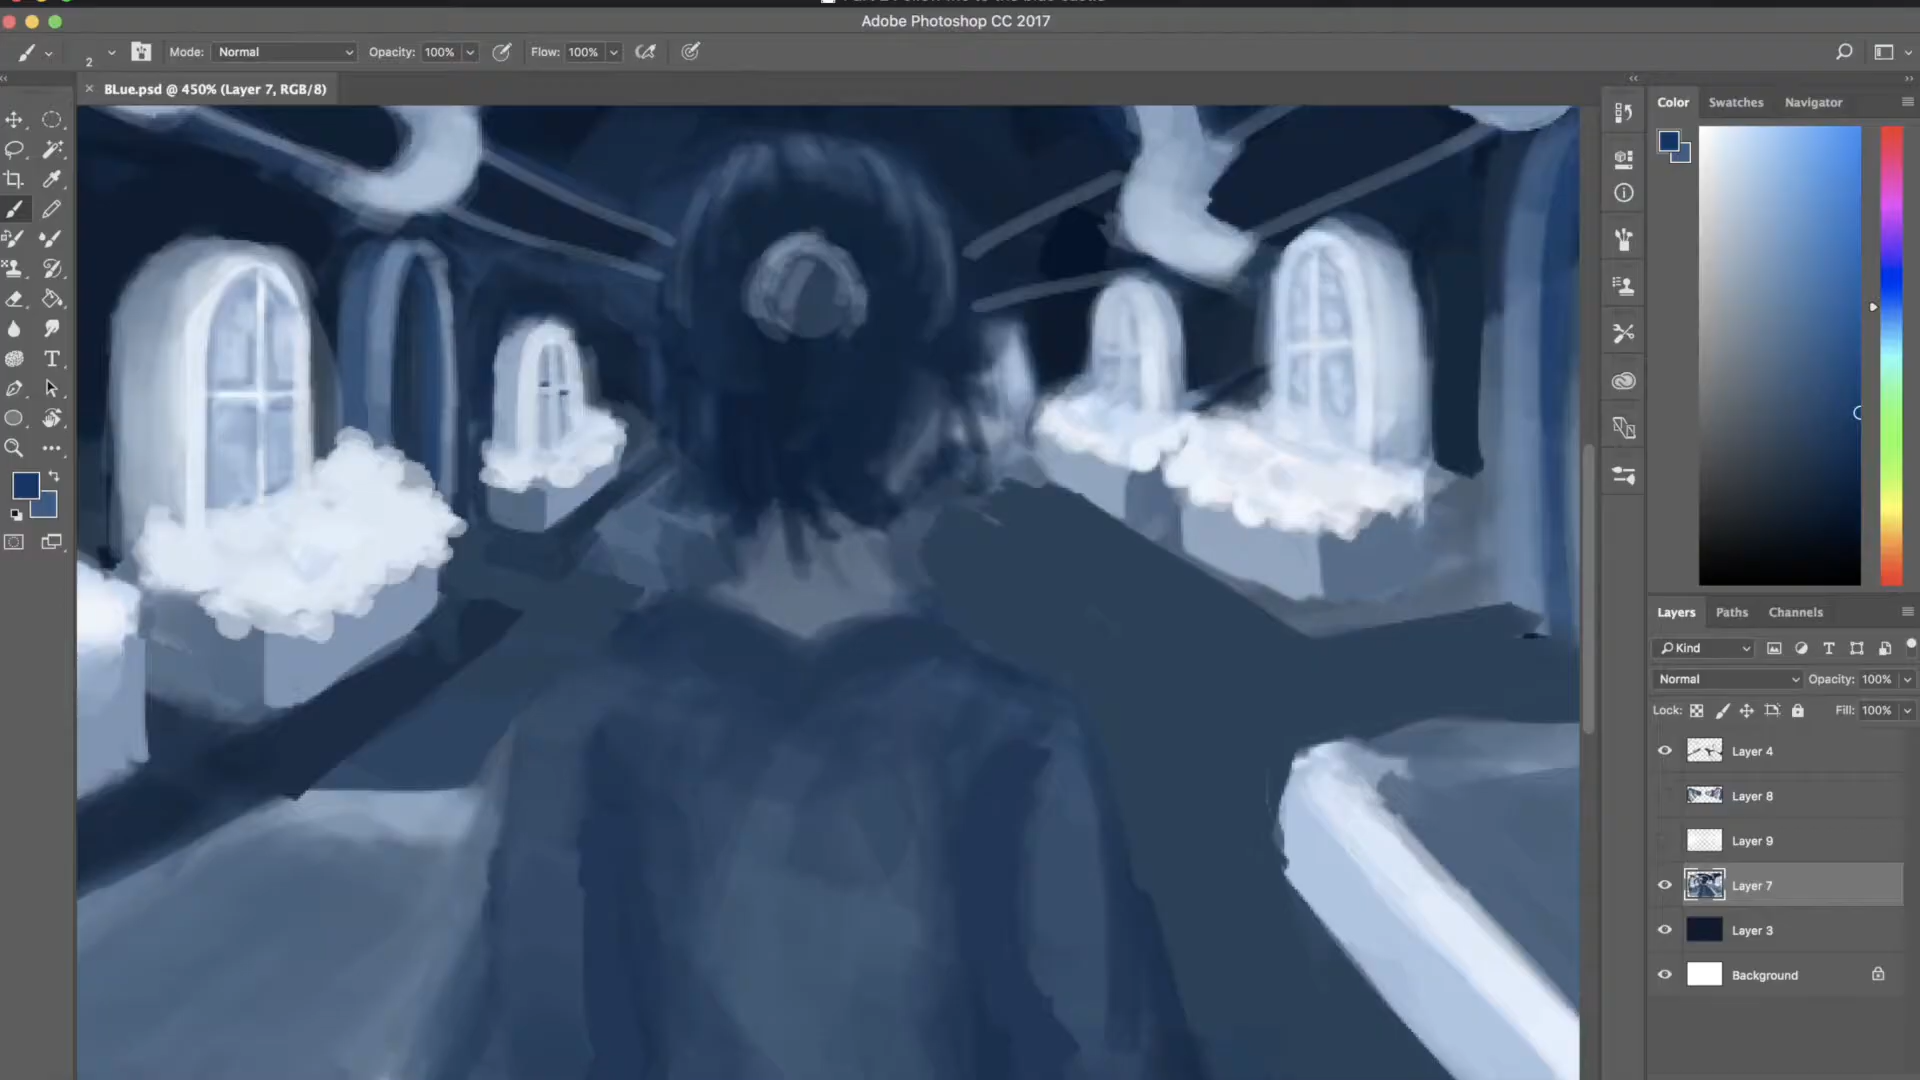 Adobe Photoshop CC 2017
2 Mode: Normal Opacity: 100% Flow: 100%
BLue.psd @ 450% (Layer 7, RGB/8)
Color Swatches Navigator
Layers Paths Channels
Kind
Normal Opacity: 100%
Lock: Fill: 100%
Layer 4
Layer 8
Layer 9
Layer 7
Layer 3
Background